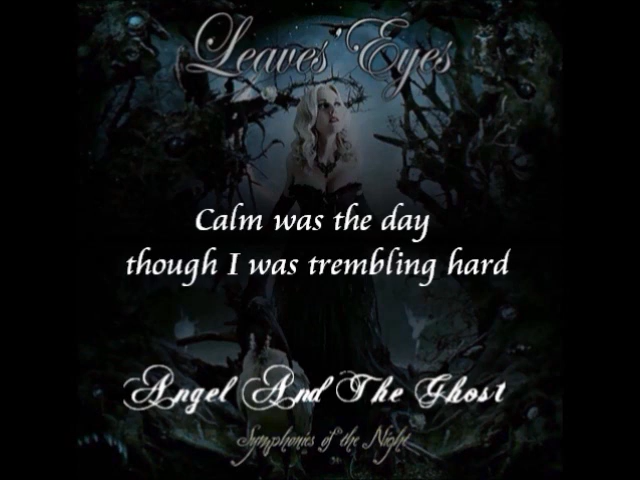 Leaves' Eyes
Calm was the day
though I was trembling hard
Angel And The Ghost
Symphonies of the Night